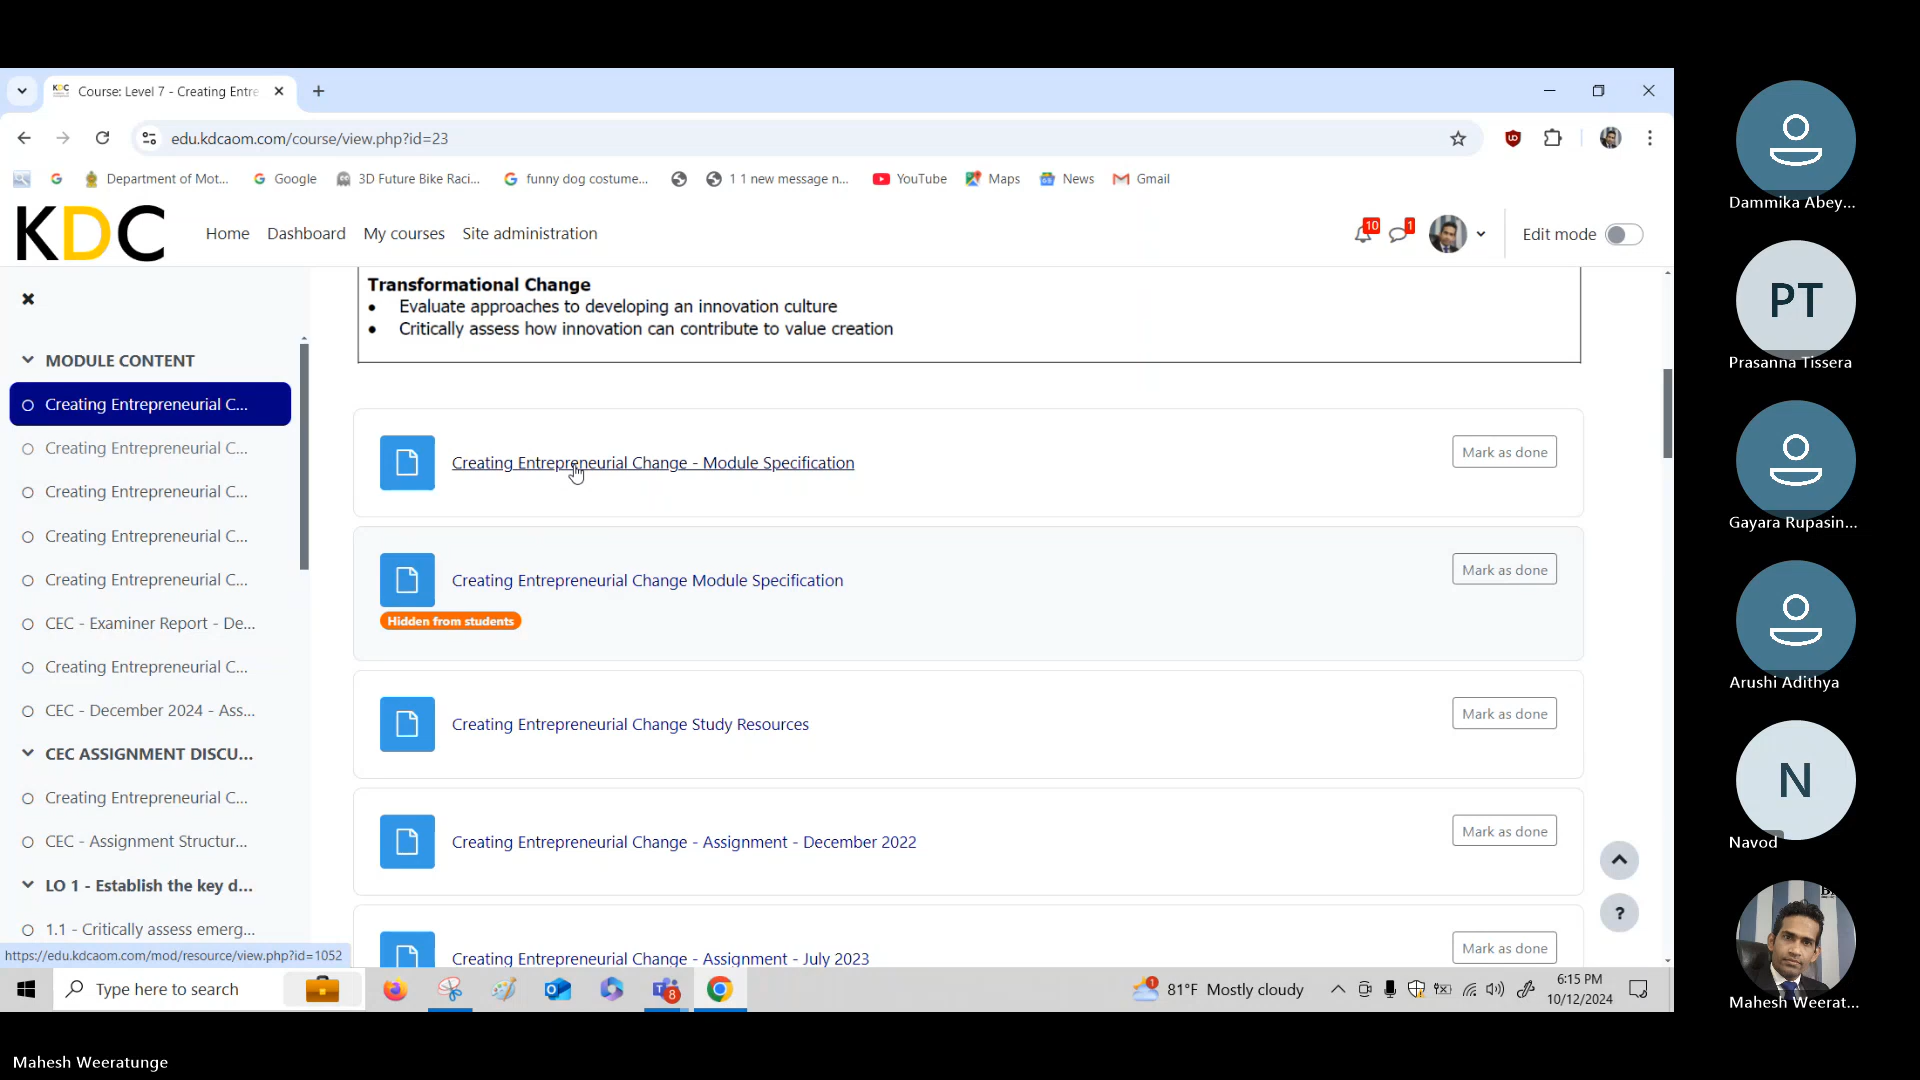 Course: Level 7 - Creating Entre
edu.kdcaom.com/course/view.php?id=23
Department of Mot...
Google
3D Future Bike Raci...
funny dog costume...
1 1 new message n...
YouTube
Maps
News
Gmail
KDC
Home
Dashboard
My courses
Site administration
10
1
Edit mode
MODULE CONTENT
Creating Entrepreneurial C...
Creating Entrepreneurial C...
Creating Entrepreneurial C...
Creating Entrepreneurial C...
Creating Entrepreneurial C...
CEC - Examiner Report - De...
Creating Entrepreneurial C...
CEC - December 2024 - Ass...
CEC ASSIGNMENT DISCU...
Creating Entrepreneurial C...
CEC - Assignment Structur...
LO 1 - Establish the key d...
1.1 - Critically assess emerg...
https://edu.kdcaom.com/mod/resource/view.php?id=1052
Transformational Change
• Evaluate approaches to developing an innovation culture
• Critically assess how innovation can contribute to value creation
Creating Entrepreneurial Change - Module Specification
Mark as done
Creating Entrepreneurial Change Module Specification
Mark as done
Hidden from students
Creating Entrepreneurial Change Study Resources
Mark as done
Creating Entrepreneurial Change - Assignment - December 2022
Mark as done
Creating Entrepreneurial Change - Assignment - July 2023
Mark as done
?
Type here to search
8
1
81°F Mostly cloudy
6:15 PM
10/12/2024
Dammika Abey...
PT
Prasanna Tissera
Gayara Rupasin...
Arushi Adithya
N
Navod
Mahesh Weerat...
Mahesh Weeratunge